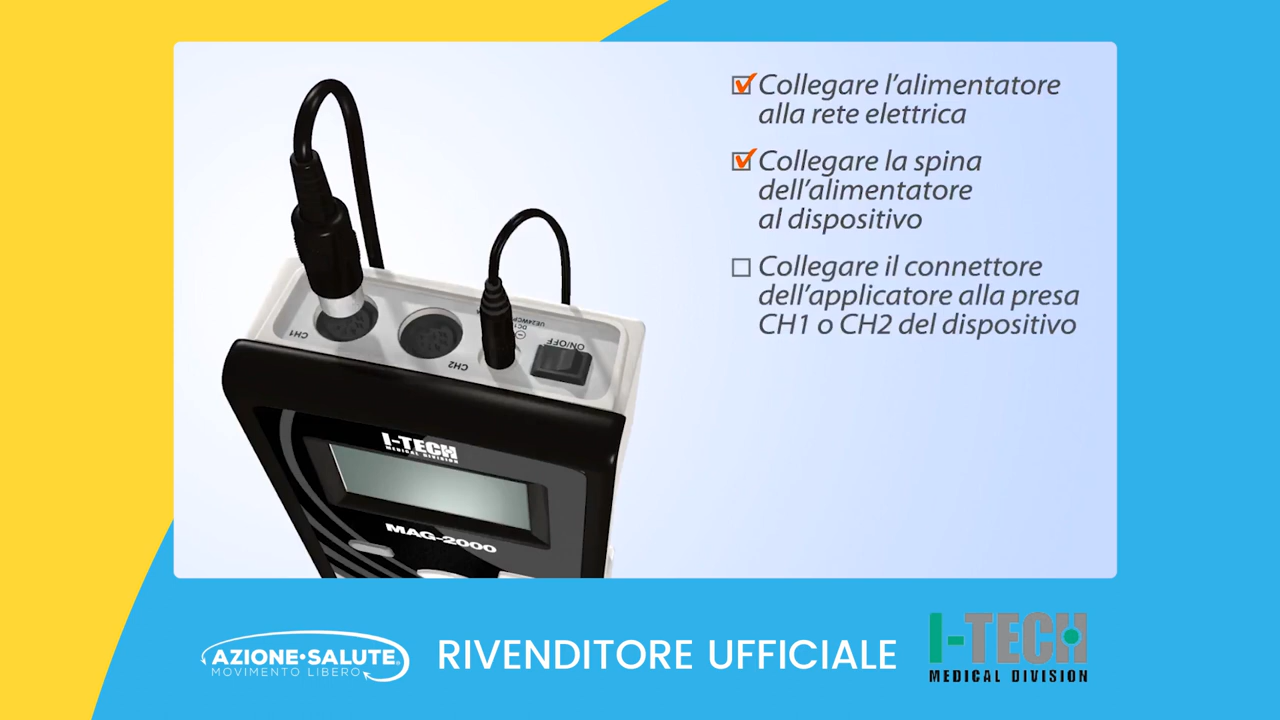 Collegare l'alimentatore
alla rete elettrica
Collegare la spina
dell'alimentatore
al dispositivo
Collegare il connettore
dell'applicatore alla presa
CH1 o CH2 del dispositivo
CH1
CH2
ON/OFF
I-TECH
MEDICAL DIVISION
MAG-2000
AZIONE•SALUTE®
MOVIMENTO LIBERO
RIVENDITORE UFFICIALE
I-TECH
MEDICAL DIVISION